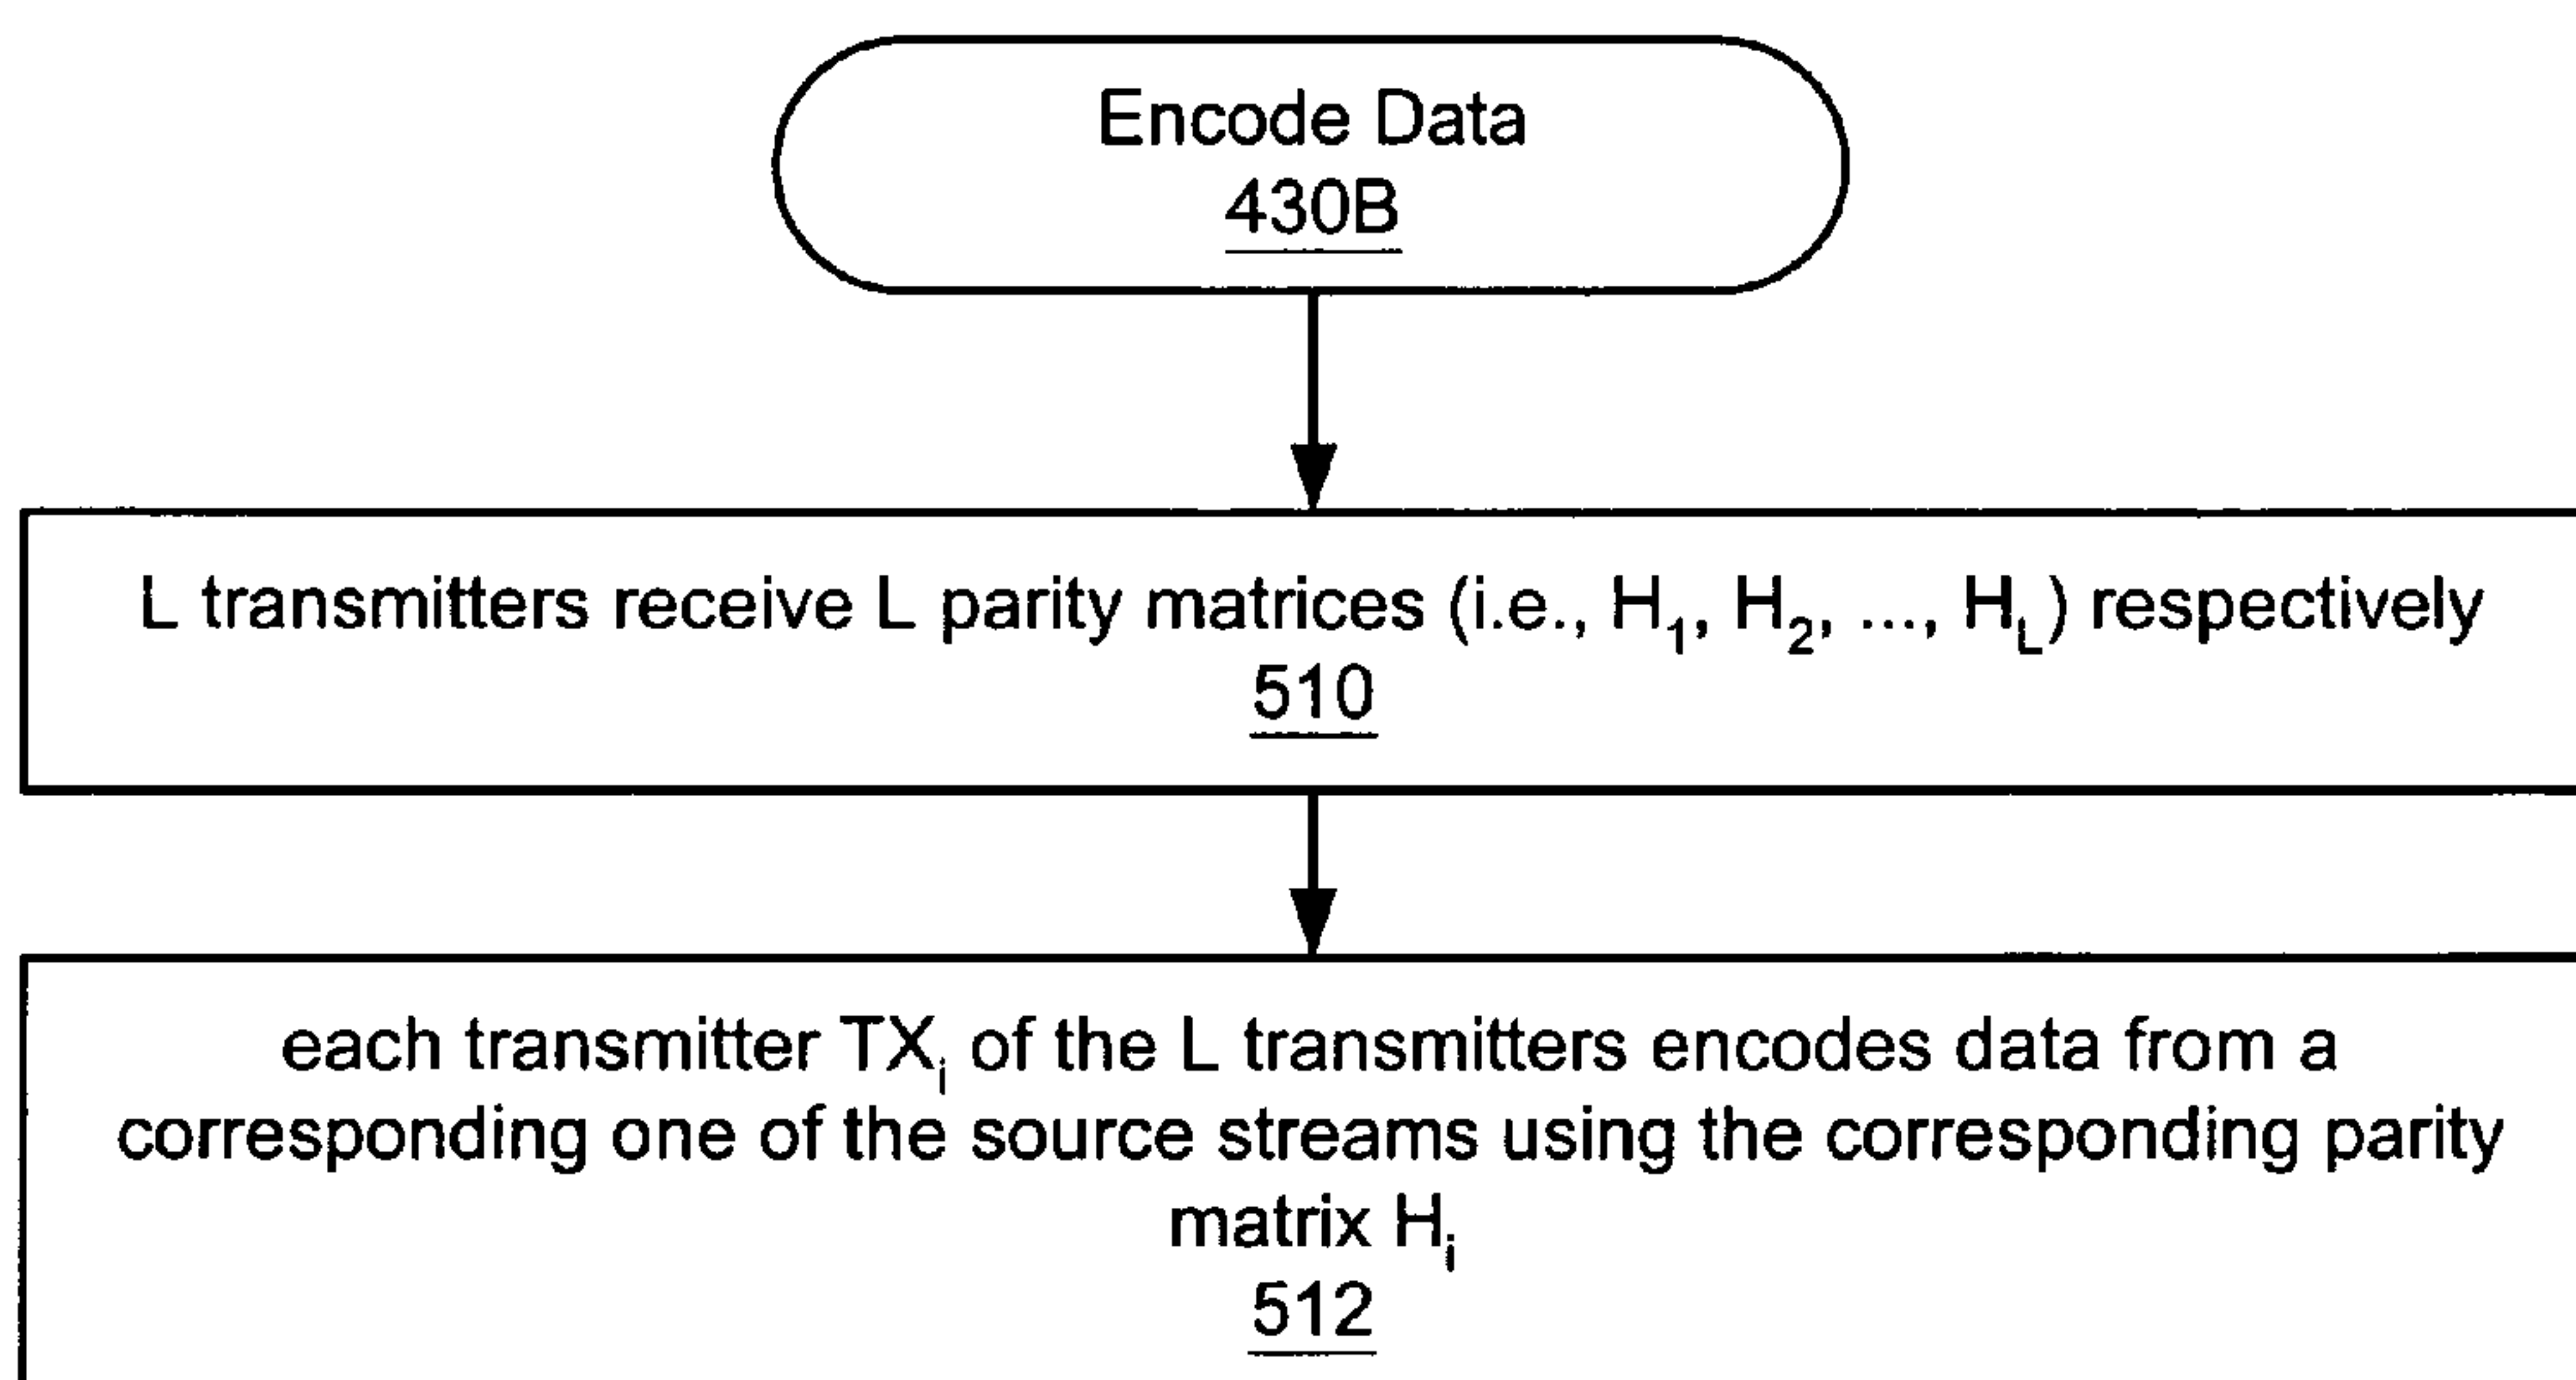 Encode Data
430B
L transmitters receive L parity matrices (i.e., H₁, H₂, ..., H_L) respectively
510
each transmitter TXᵢ of the L transmitters encodes data from a
corresponding one of the source streams using the corresponding parity
matrix Hᵢ
512